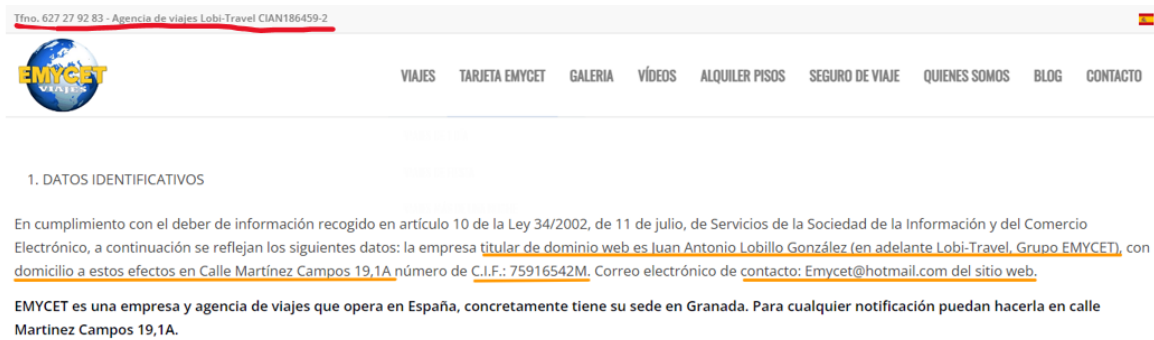 Tfno. 627 27 92 83 - Agencia de viajes Lobi-Travel CIAN186459-2
EMYCET
VIAJES
VIAJES TARJETA EMYCET GALERIA VÍDEOS ALQUILER PISOS SEGURO DE VIAJE QUIENES SOMOS BLOG CONTACTO
1. DATOS IDENTIFICATIVOS
En cumplimiento con el deber de información recogido en artículo 10 de la Ley 34/2002, de 11 de julio, de Servicios de la Sociedad de la Información y del Comercio
Electrónico, a continuación se reflejan los siguientes datos: la empresa titular de dominio web es Juan Antonio Lobillo González (en adelante Lobi-Travel, Grupo EMYCET), con
domicilio a estos efectos en Calle Martínez Campos 19,1A número de C.I.F.: 75916542M. Correo electrónico de contacto: Emycet@hotmail.com del sitio web.
EMYCET es una empresa y agencia de viajes que opera en España, concretamente tiene su sede en Granada. Para cualquier notificación puedan hacerla en calle
Martinez Campos 19,1A.